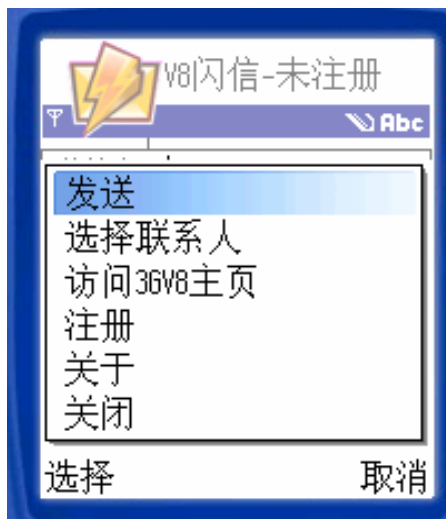 V8闪信-未注册
Abc
发送
选择联系人
访问36V8主页
注册
关于
关闭
选择 取消